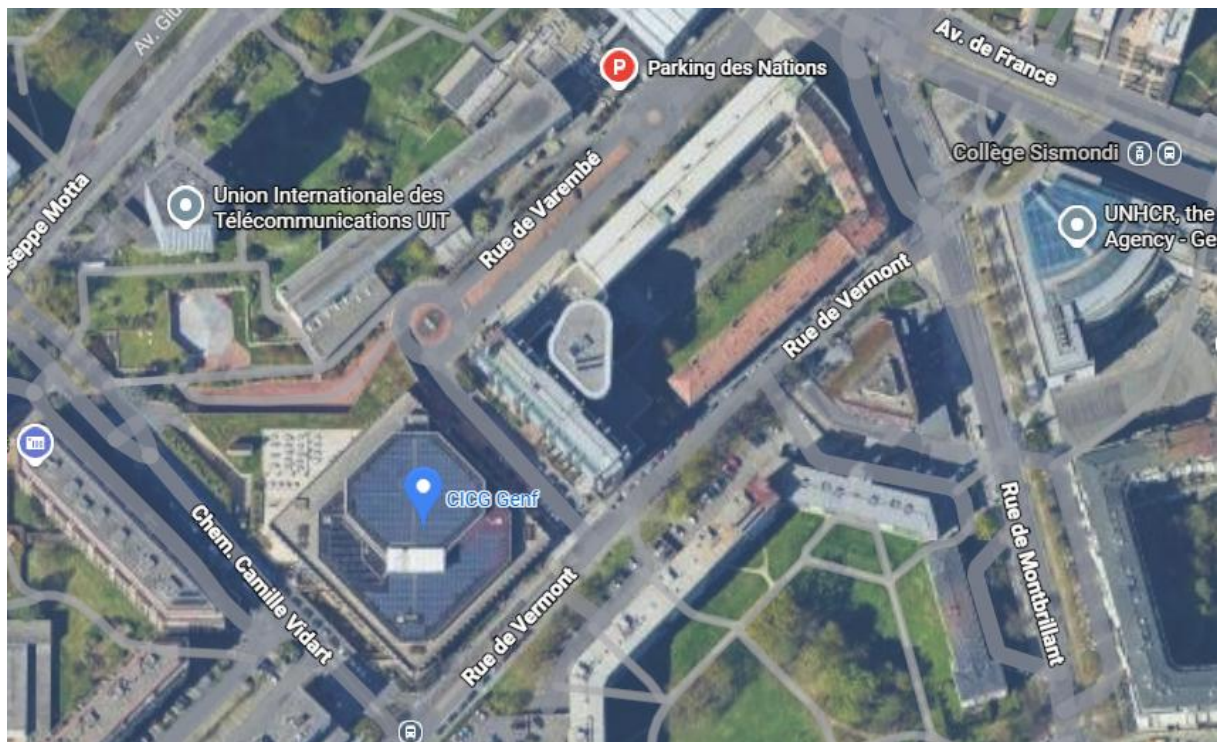 Av. Giu
Av. de France
Parking des Nations
P
Collège Sismondi
seppe Motta
Union Internationale des
Télécommunications UIT
Rue de Varembé
UNHCR, the
Agency - Ge
Rue de Vermont
CICG Genf
Chem. Camille Vidart
Rue de Vermont
Rue de Montbrillant